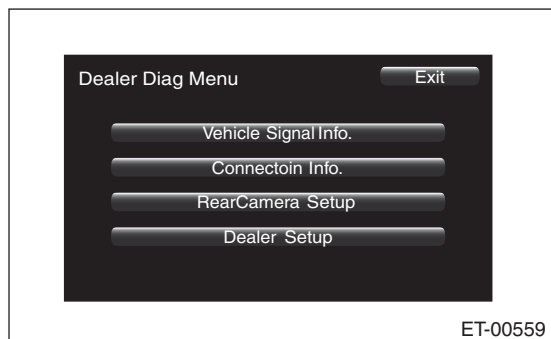 Dealer Diag Menu
Exit
Vehicle Signal Info.
Connectoin Info.
RearCamera Setup
Dealer Setup
ET-00559